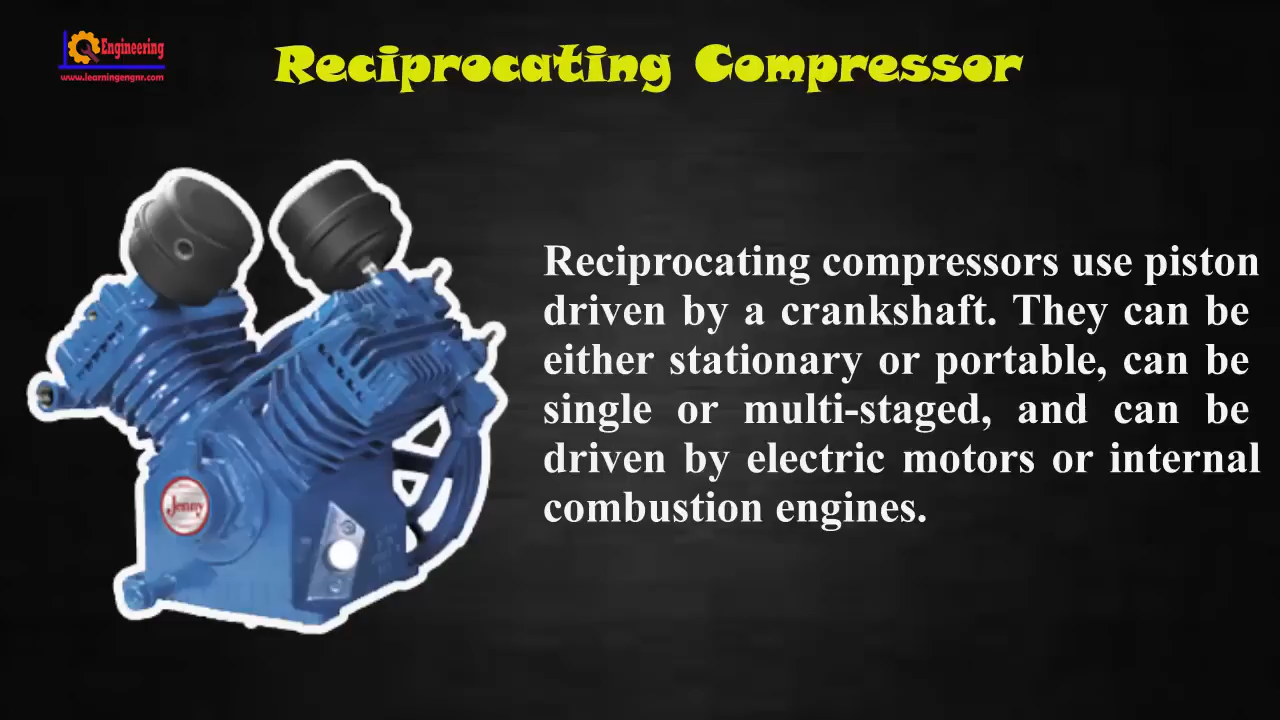 Engineering
www.learningengnr.com
Reciprocating Compressor
Reciprocating compressors use piston
driven by a crankshaft. They can be
either stationary or portable, can be
single or multi-staged, and can be
driven by electric motors or internal
combustion engines.
Jenny